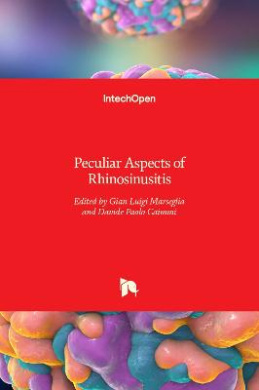 IntechOpen
Peculiar Aspects of
Rhinosinusitis
Edited by Gian Luigi Marseglia
and Davide Paolo Caimmi